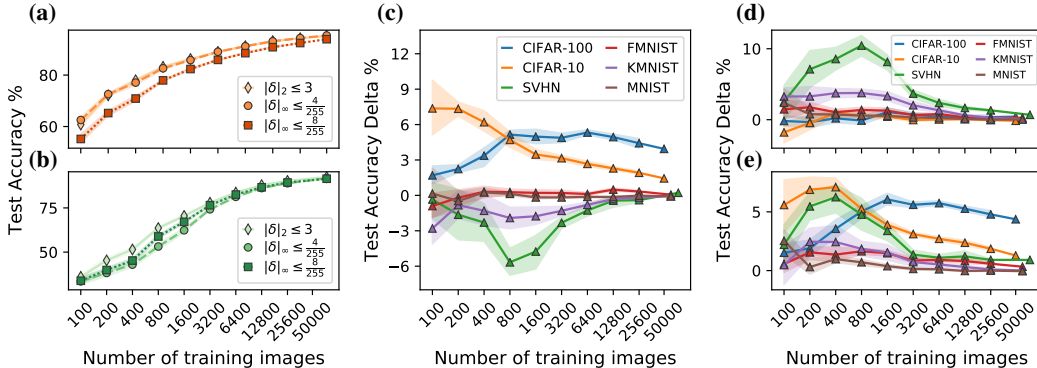 (a)
80
60
|δ|₂ ≤ 3
|δ|∞ ≤ 4/255
|δ|∞ ≤ 8/255
(b)
75
50
|δ|₂ ≤ 3
|δ|∞ ≤ 4/255
|δ|∞ ≤ 8/255
Test Accuracy %
100 200 400 800 1600 3200 6400 12800 25600 50000
Number of training images
(c)
12
9
6
3
0
−3
−6
CIFAR-100
CIFAR-10
SVHN
FMNIST
KMNIST
MNIST
Test Accuracy Delta %
100 200 400 800 1600 3200 6400 12800 25600 50000
Number of training images
(d)
10
0
CIFAR-100
CIFAR-10
SVHN
FMNIST
KMNIST
MNIST
(e)
5
0
Test Accuracy Delta %
100 200 400 800 1600 3200 6400 12800 25600 50000
Number of training images